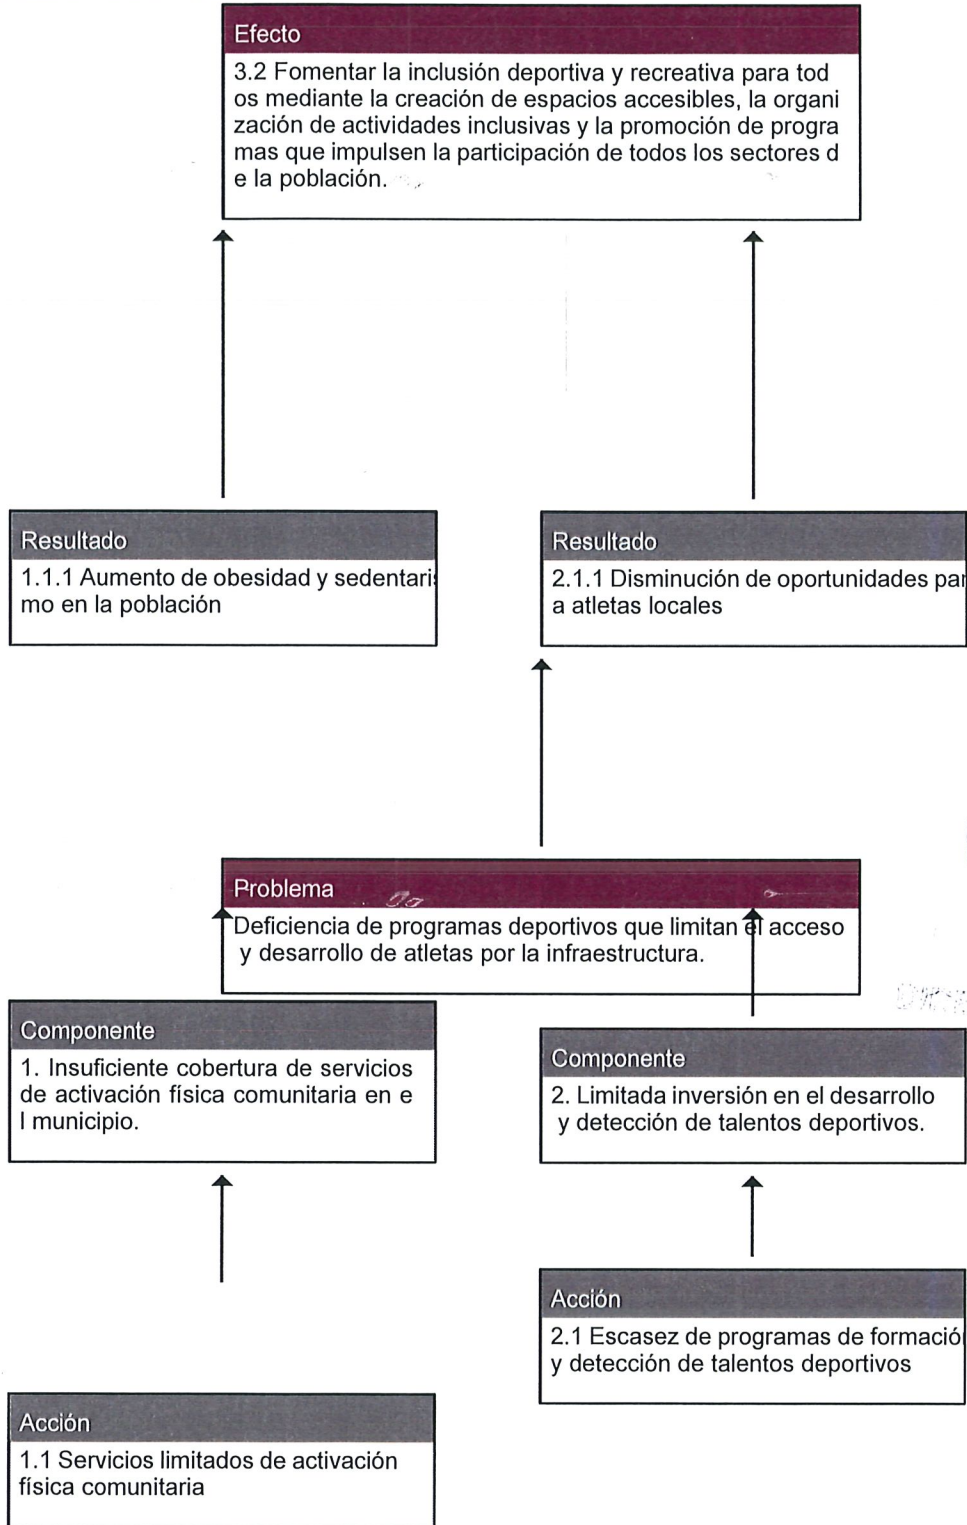 Efecto
3.2 Fomentar la inclusión deportiva y recreativa para tod
os mediante la creación de espacios accesibles, la organi
zación de actividades inclusivas y la promoción de progra
mas que impulsen la participación de todos los sectores d
e la población.
Resultado
1.1.1 Aumento de obesidad y sedentaris
mo en la población
Resultado
2.1.1 Disminución de oportunidades par
a atletas locales
Problema
Deficiencia de programas deportivos que limitan el acceso
y desarrollo de atletas por la infraestructura.
Componente
1. Insuficiente cobertura de servicios
de activación física comunitaria en e
l municipio.
Componente
2. Limitada inversión en el desarrollo
y detección de talentos deportivos.
Acción
2.1 Escasez de programas de formación
y detección de talentos deportivos
Acción
1.1 Servicios limitados de activación
física comunitaria